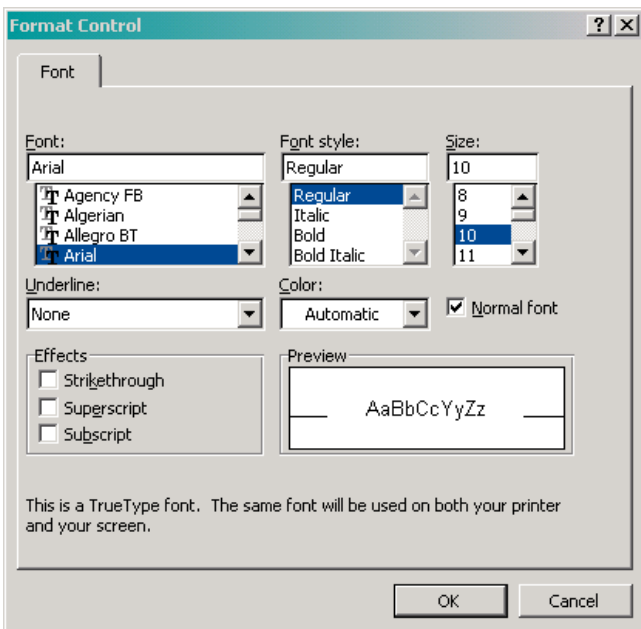 Format Control
Font
Font:
Font style:
Size:
Arial
Regular
10
Agency FB
Algerian
Allegro BT
Arial
Regular
Italic
Bold
Bold Italic
8
9
10
11
Underline:
Color:
None
Automatic
Normal font
Effects
Strikethrough
Superscript
Subscript
Preview
AaBbCcYyZz
This is a TrueType font. The same font will be used on both your printer
and your screen.
OK
Cancel